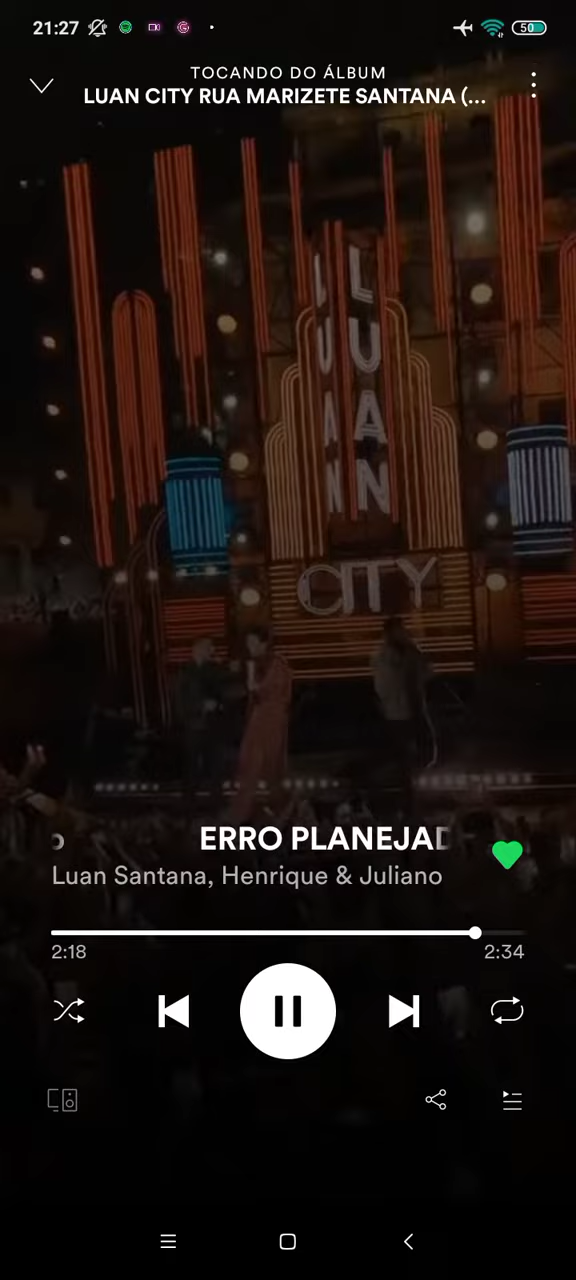 21:27
50
TOCANDO DO ÁLBUM
LUAN CITY RUA MARIZETE SANTANA (...
LUAN
LUAN
CITY
ERRO PLANEJAD
Luan Santana, Henrique & Juliano
2:18
2:34